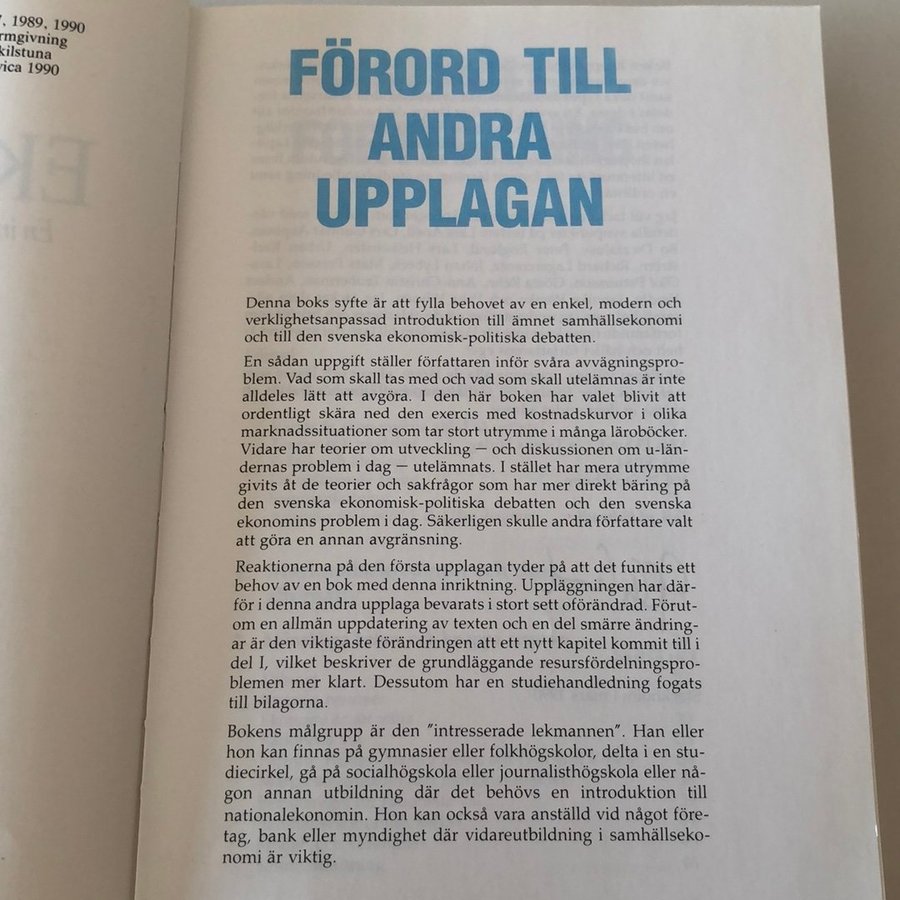 , 1989, 1990
rmgivning
kilstuna
vica 1990
FÖRORD TILL
ANDRA
UPPLAGAN
Denna boks syfte är att fylla behovet av en enkel, modern och
verklighetsanpassad introduktion till ämnet samhällsekonomi
och till den svenska ekonomisk-politiska debatten.
En sådan uppgift ställer författaren inför svåra avvägningspro-
blem. Vad som skall tas med och vad som skall utelämnas är inte
alldeles lätt att avgöra. I den här boken har valet blivit att
ordentligt skära ned den exercis med kostnadskurvor i olika
marknadssituationer som tar stort utrymme i många läroböcker.
Vidare har teorier om utveckling — och diskussionen om u-län-
dernas problem i dag — utelämnats. I stället har mera utrymme
givits åt de teorier och sakfrågor som har mer direkt bäring på
den svenska ekonomisk-politiska debatten och den svenska
ekonomins problem i dag. Säkerligen skulle andra författare valt
att göra en annan avgränsning.
Reaktionerna på den första upplagan tyder på att det funnits ett
behov av en bok med denna inriktning. Uppläggningen har där-
för i denna andra upplaga bevarats i stort sett oförändrad. Förut-
om en allmän uppdatering av texten och en del smärre ändring-
ar är den viktigaste förändringen att ett nytt kapitel kommit till i
del I, vilket beskriver de grundläggande resursfördelningspro-
blemen mer klart. Dessutom har en studiehandledning fogats
till bilagorna.
Bokens målgrupp är den ”intresserade lekmannen”. Han eller
hon kan finnas på gymnasier eller folkhögskolor, delta i en stu-
diecirkel, gå på socialhögskola eller journalisthögskola eller nå-
gon annan utbildning där det behövs en introduktion till
nationalekonomin. Hon kan också vara anställd vid något före-
tag, bank eller myndighet där vidareutbildning i samhällseko-
nomi är viktig.